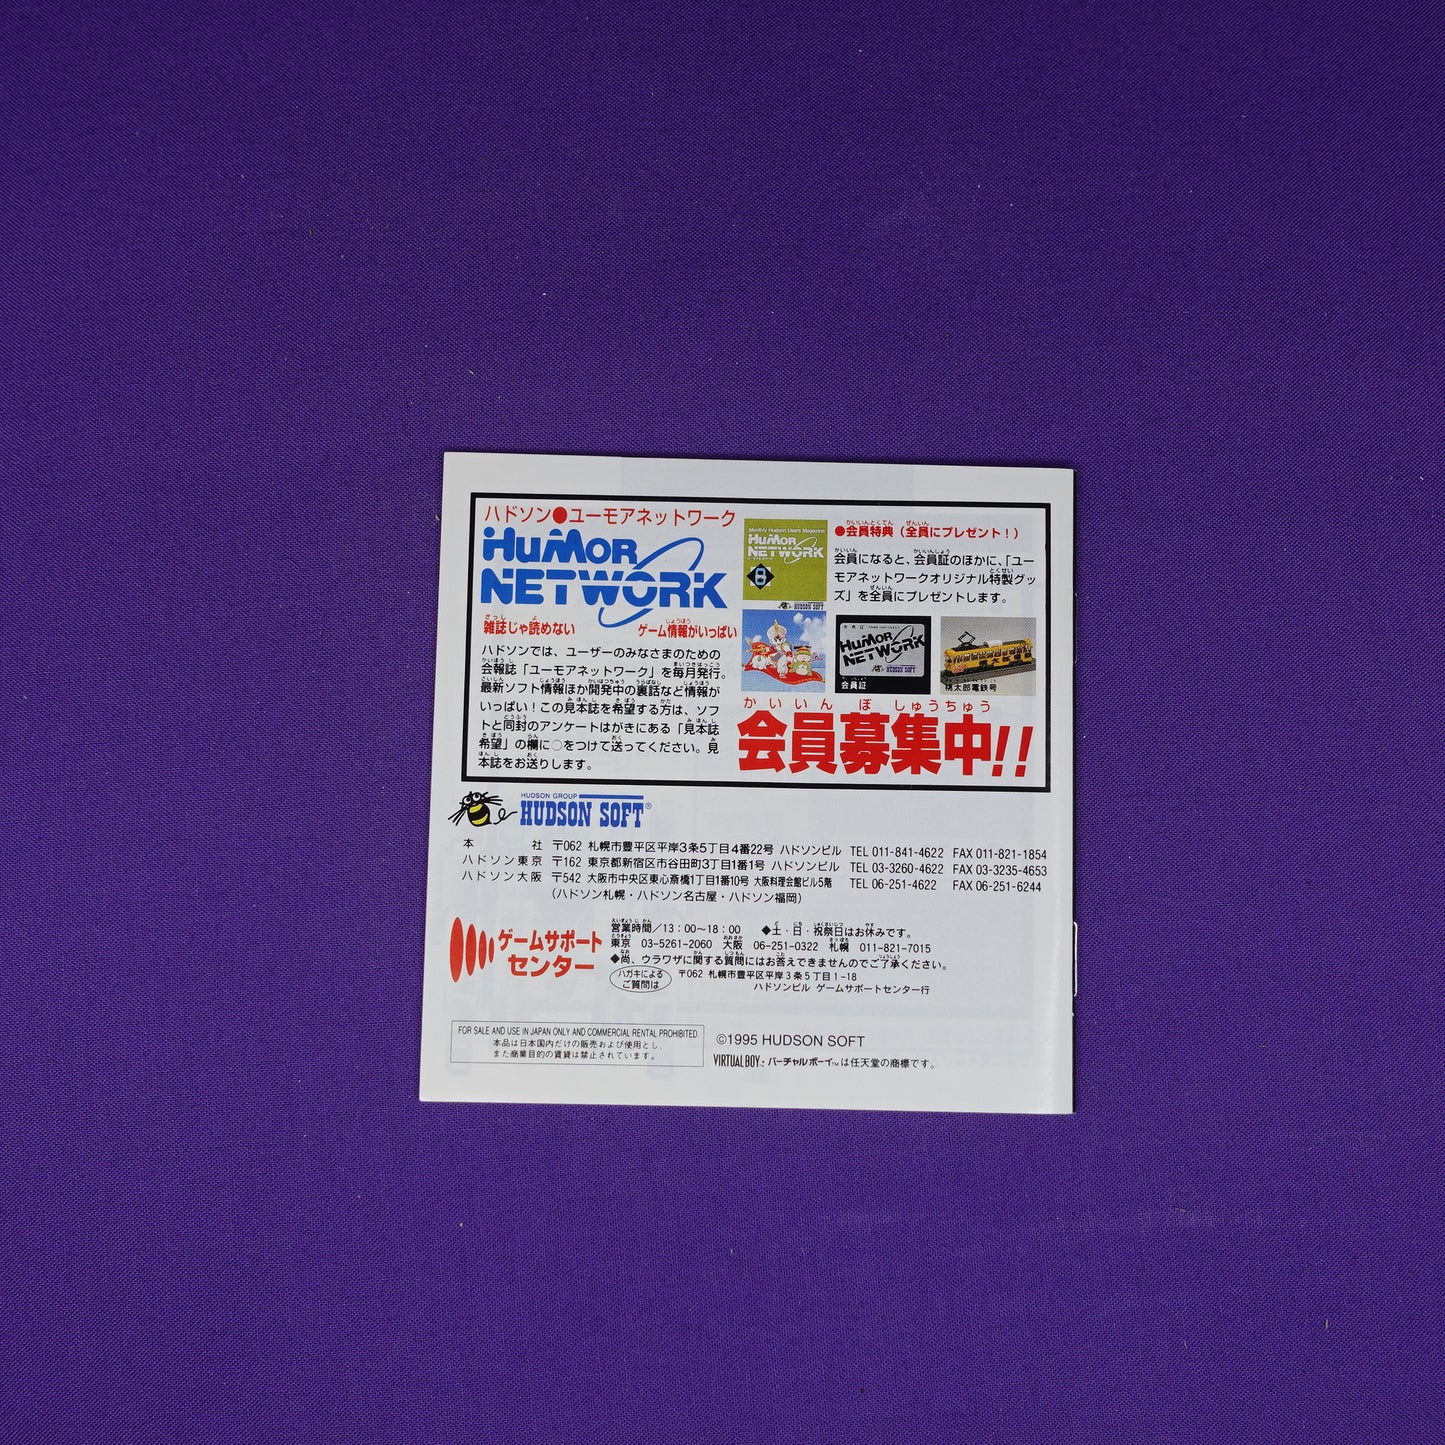 ハドソン●ユーモアネットワーク
HuMOR
NETWORK
雑誌じゃ読めない ゲーム情報がいっぱい
ハドソンでは、ユーザーのみなさまのための
会報誌「ユーモアネットワーク」を毎月発行。
最新ソフト情報ほか開発中の裏話など情報が
いっぱい！この見本誌を希望する方は、ソフ
トと同封のアンケートはがきにある「見本誌
希望」の欄に○をつけて送ってください。見
本誌をお送りします。
Monthly Hudson Users Magazine
HuMOR
NETWORK
8
HUDSON SOFT
●会員特典（全員にプレゼント！）
会員になると、会員証のほかに、「ユー
モアネットワークオリジナル特製グッ
ズ」を全員にプレゼントします。
HuMOR
NETWORK
HUDSON SOFT
会員証
桃太郎電鉄号
かいいんぼしゅうちゅう
会員募集中!!
HUDSON GROUP
HUDSON SOFT®
本 社 〒062 札幌市豊平区平岸3条5丁目4番22号 ハドソンビル TEL 011-841-4622 FAX 011-821-1854
ハドソン東京 〒162 東京都新宿区市谷田町3丁目1番1号 ハドソンビル TEL 03-3260-4622 FAX 03-3235-4653
ハドソン大阪 〒542 大阪市中央区東心斎橋1丁目1番10号 大阪料理会館ビル5階 TEL 06-251-4622 FAX 06-251-6244
（ハドソン札幌・ハドソン名古屋・ハドソン福岡）
ゲームサポート
センター
営業時間／13：00〜18：00 ◆土・日・祝祭日はお休みです。
東京 03-5261-2060 大阪 06-251-0322 札幌 011-821-7015
◆尚、ウラワザに関する質問にはお答えできませんのでご了承ください。
ハガキによる
ご質問は
〒062 札幌市豊平区平岸3条5丁目1-18
ハドソンビル ゲームサポートセンター行
FOR SALE AND USE IN JAPAN ONLY AND COMMERCIAL RENTAL PROHIBITED
本品は日本国内だけの販売および使用とし、
また商業目的の賃貸は禁止されています。
©1995 HUDSON SOFT
VIRTUAL BOY・バーチャルボーイ™は任天堂の商標です。